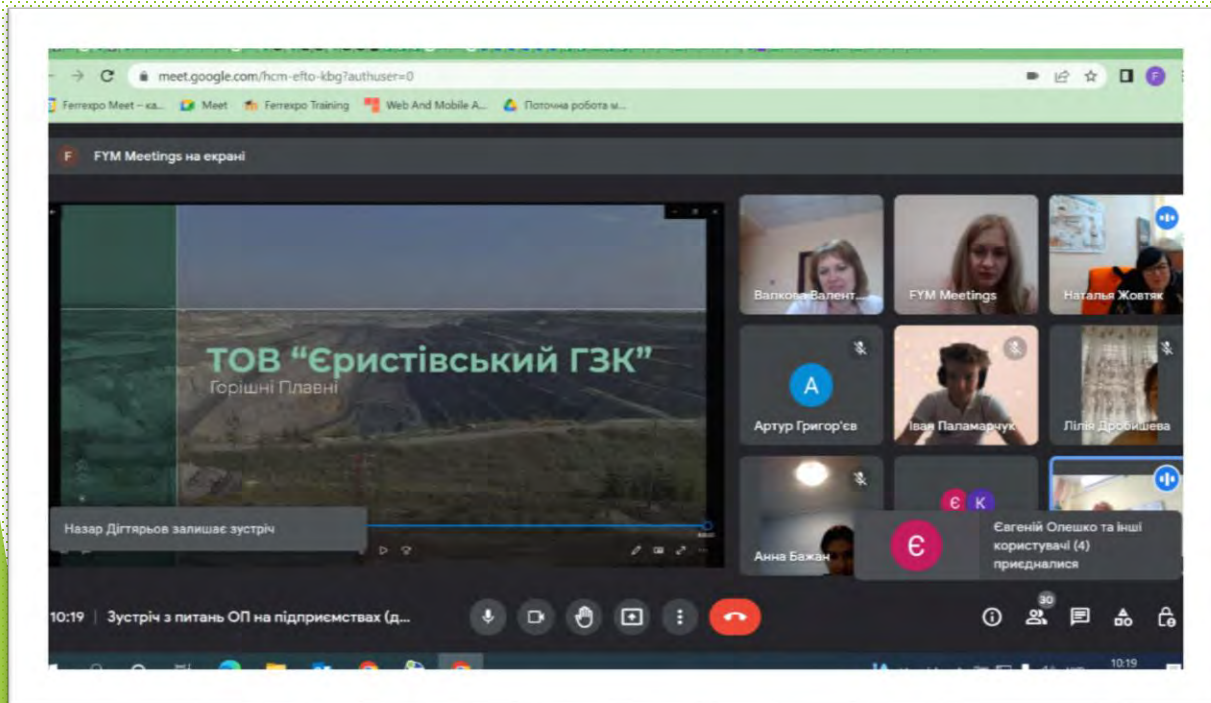 meet.google.com/hcm-efto-kbg?authuser=0
Ferrexpo Meet – ка...
Meet
Ferrexpo Training
Web And Mobile A...
Поточна робота м...
F
F FYM Meetings на екрані
ТОВ “Єристівський ГЗК”
Горішні Плавні
Назар Дігтярьов залишає зустріч
Валкова Валент...
FYM Meetings
Наталья Жовтяк
А
Артур Григор'єв
Іван Паламарчук
Лілія Дробишева
Анна Бажан
Є К
Є
Євгеній Олешко та інші
користувачі (4)
приєдналися
10:19 | Зустріч з питань ОП на підприємствах (д...
30
10:19